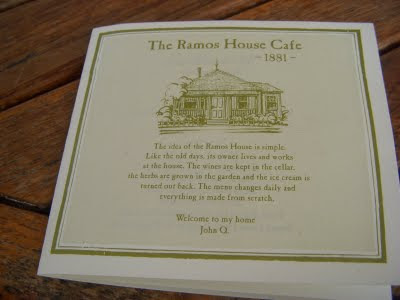 The Ramos House Cafe
~ 1881 ~
The idea of the Ramos House is simple.
Like the old days, its owner lives and works
at the house. The wines are kept in the cellar,
the herbs are grown in the garden and the ice cream is
turned out back. The menu changes daily and
everything is made from scratch.
Welcome to my home
John Q.